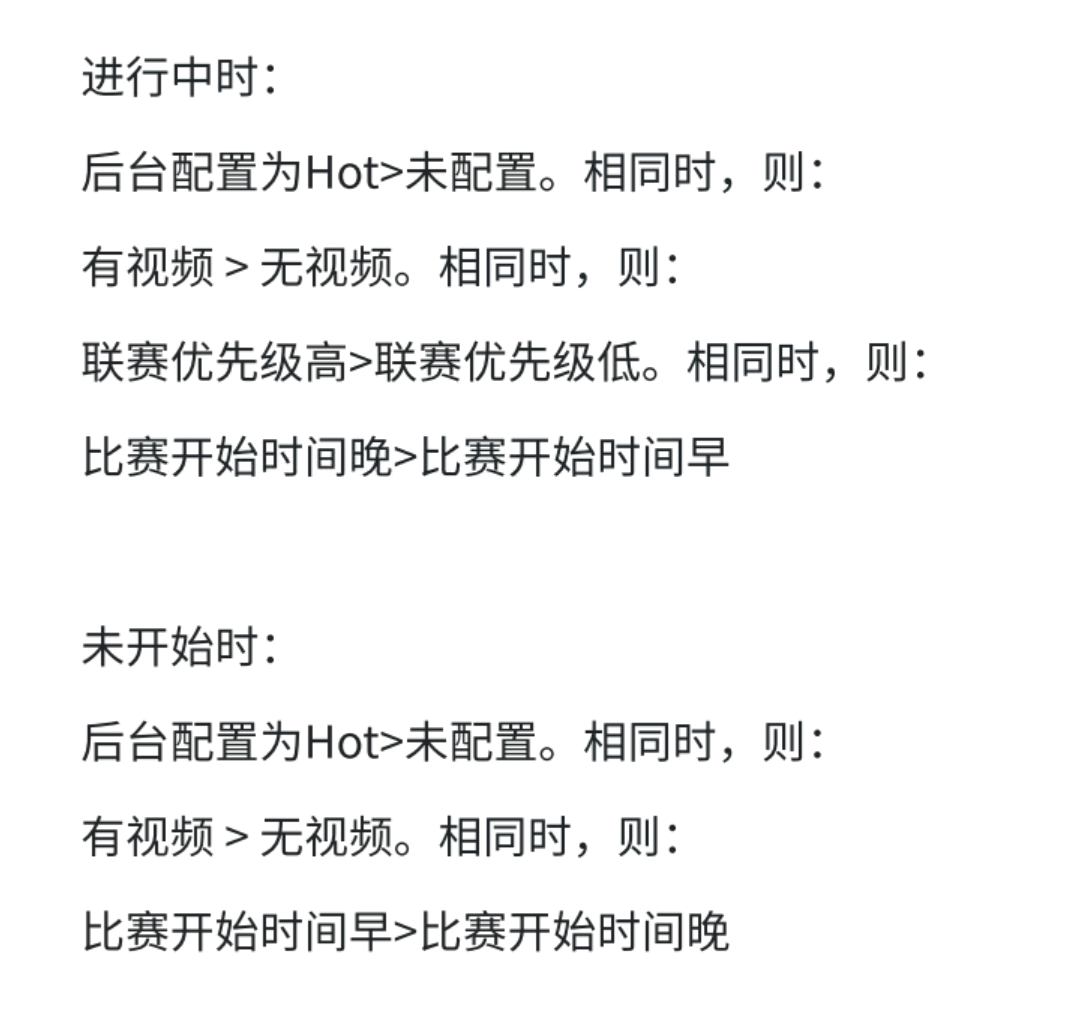 进行中时：
后台配置为Hot>未配置。相同时，则：
有视频 > 无视频。相同时，则：
联赛优先级高>联赛优先级低。相同时，则：
比赛开始时间晚>比赛开始时间早
未开始时：
后台配置为Hot>未配置。相同时，则：
有视频 > 无视频。相同时，则：
比赛开始时间早>比赛开始时间晚